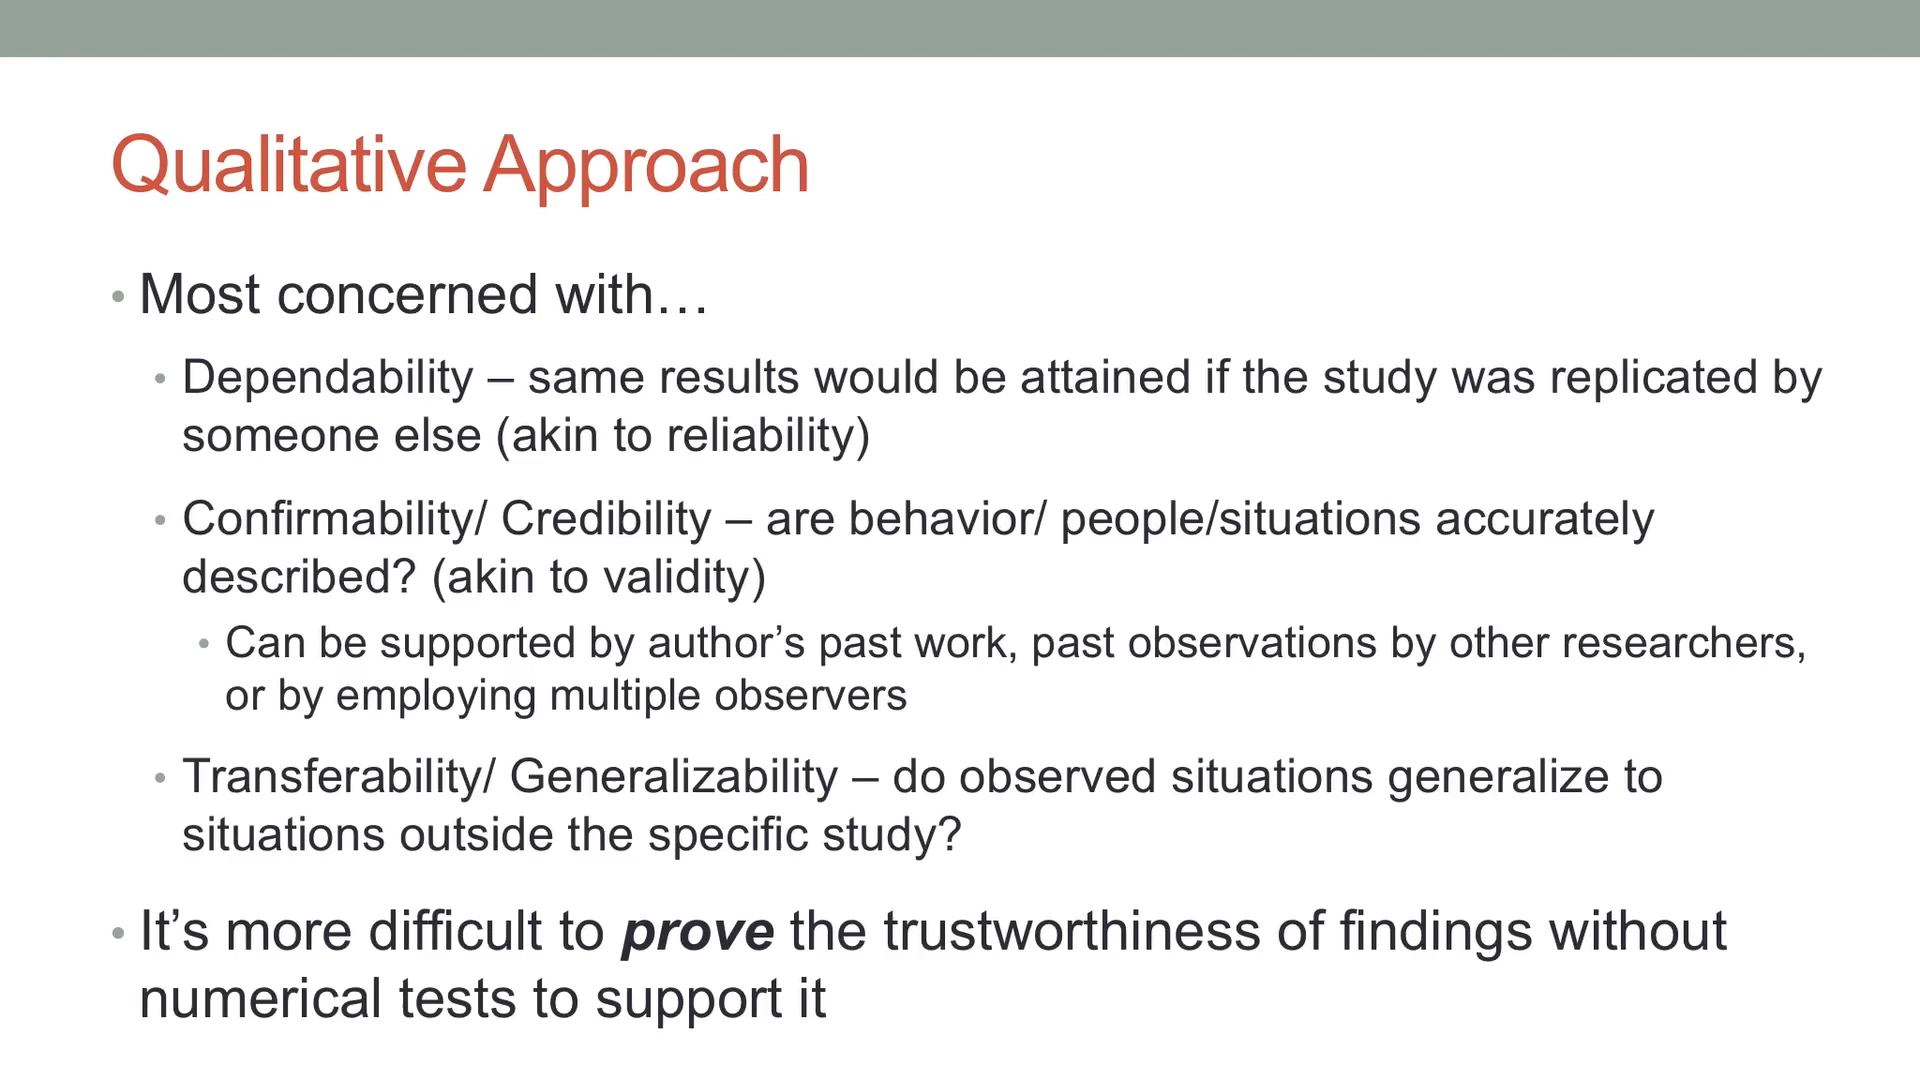 Qualitative Approach
• Most concerned with…
• Dependability – same results would be attained if the study was replicated by
someone else (akin to reliability)
• Confirmability/ Credibility – are behavior/ people/situations accurately
described? (akin to validity)
• Can be supported by author’s past work, past observations by other researchers,
or by employing multiple observers
• Transferability/ Generalizability – do observed situations generalize to
situations outside the specific study?
• It’s more difficult to prove the trustworthiness of findings without
numerical tests to support it